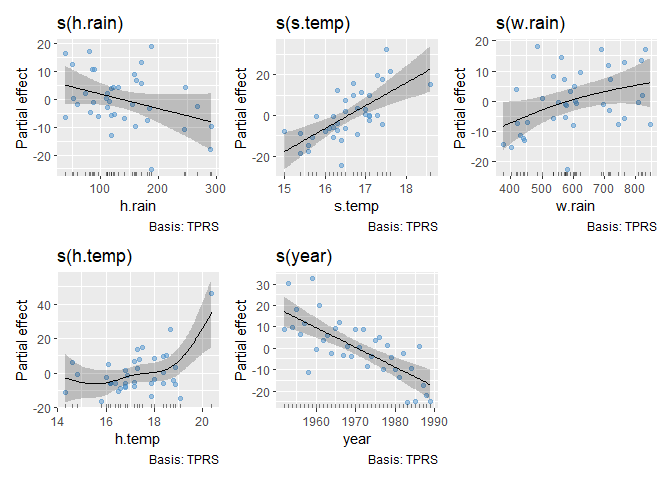 s(h.rain)
Partial effect
20
10
0
-10
-20
100
200
300
h.rain
Basis: TPRS
s(s.temp)
Partial effect
20
0
-20
15
16
17
18
s.temp
Basis: TPRS
s(w.rain)
Partial effect
20
10
0
-10
-20
400
500
600
700
800
w.rain
Basis: TPRS
s(h.temp)
Partial effect
40
20
0
-20
14
16
18
20
h.temp
Basis: TPRS
s(year)
Partial effect
30
20
10
0
-10
-20
1960
1970
1980
1990
year
Basis: TPRS